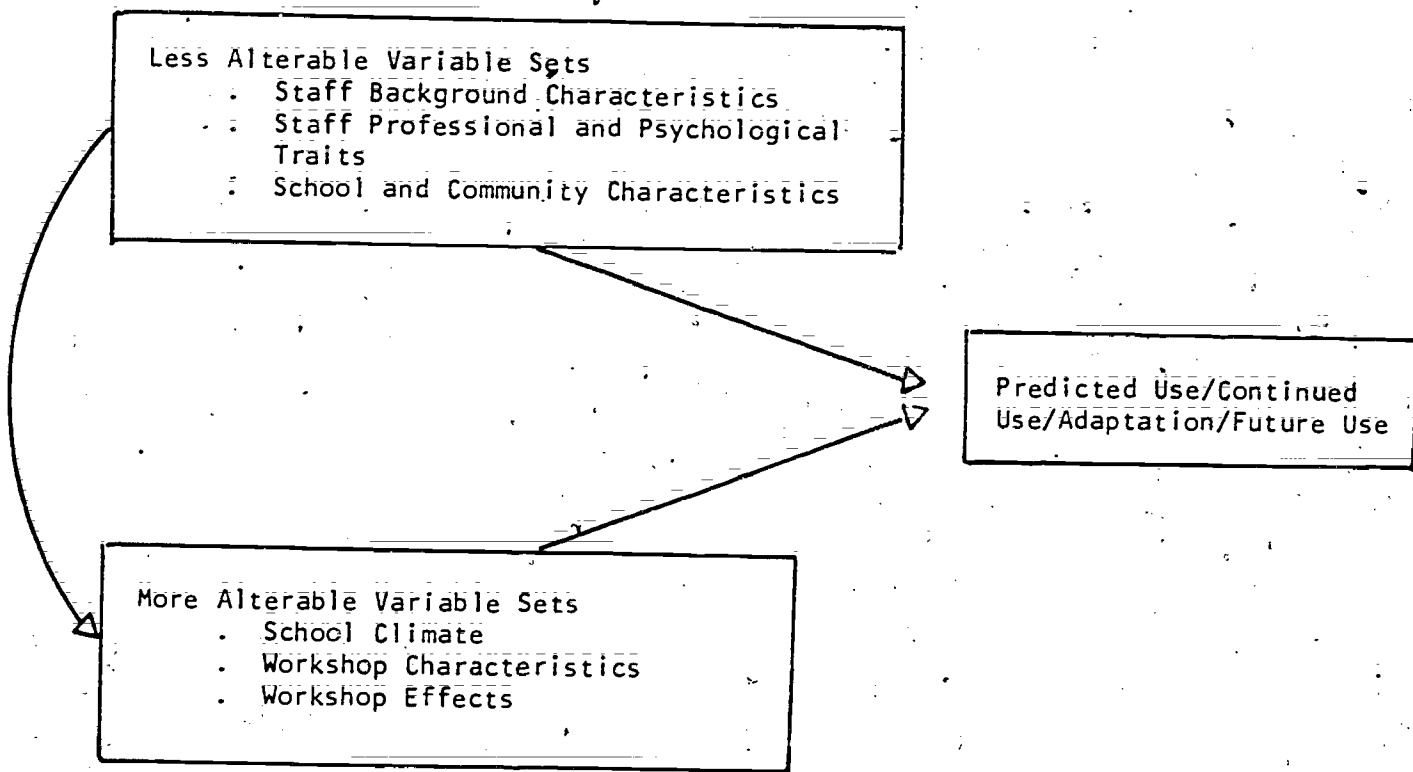 Less Alterable Variable Sets
. Staff Background Characteristics
. Staff Professional and Psychological
Traits
. School and Community Characteristics
Predicted Use/Continued
Use/Adaptation/Future Use
More Alterable Variable Sets
. School Climate
. Workshop Characteristics
. Workshop Effects